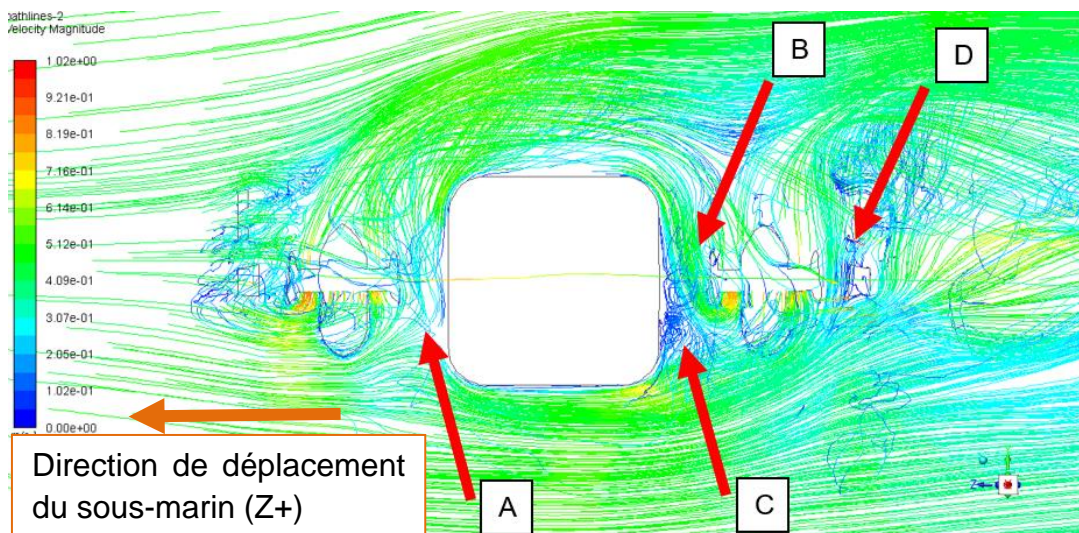 pathlines-2
Velocity Magnitude
1.02e+00
9.21e-01
8.19e-01
7.16e-01
6.14e-01
5.12e-01
4.09e-01
3.07e-01
2.05e-01
1.02e-01
0.00e+00
B
D
Direction de déplacement
du sous-marin (Z+)
A
C
Z